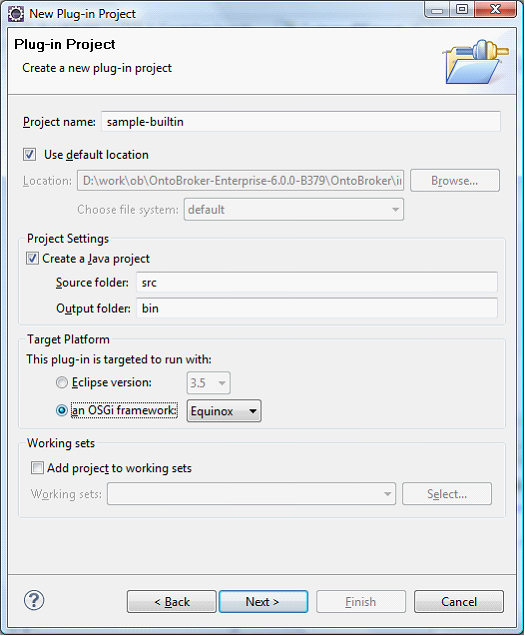 New Plug-in Project
Plug-in Project
Create a new plug-in project
Project name: sample-builtin
Use default location
Location: D:\work\ob\OntoBroker-Enterprise-6.0.0-B379\OntoBroker\ Browse...
Choose file system: default
Project Settings
Create a Java project
Source folder: src
Output folder: bin
Target Platform
This plug-in is targeted to run with:
Eclipse version: 3.5
an OSGi framework: Equinox
Working sets
Add project to working sets
Working sets: Select...
? < Back Next > Finish Cancel